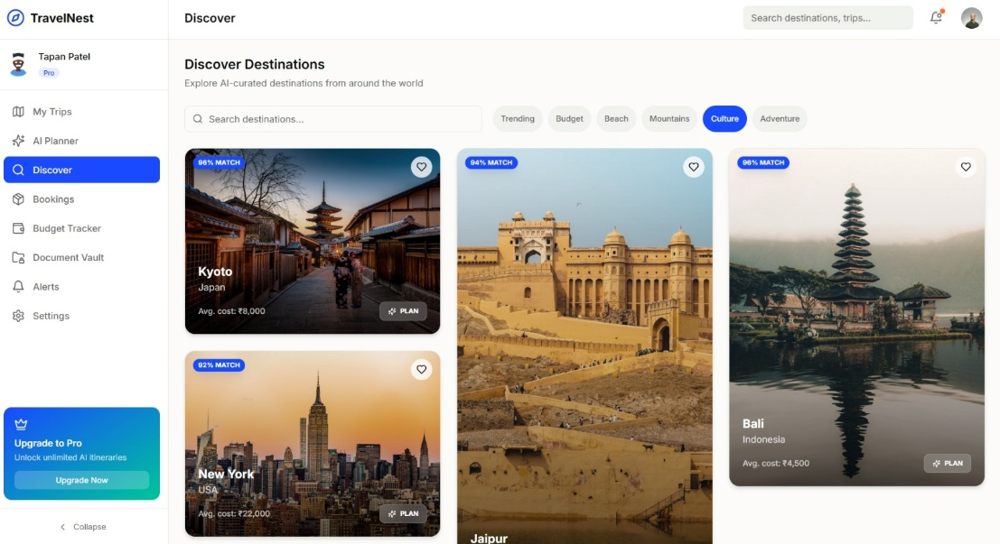 TravelNest
Discover
Search destinations, trips...
Tapan Patel
Pro
My Trips
AI Planner
Discover
Bookings
Budget Tracker
Document Vault
Alerts
Settings
Upgrade to Pro
Unlock unlimited AI itineraries
Upgrade Now
Collapse
Discover Destinations
Explore AI-curated destinations from around the world
Search destinations...
Trending
Budget
Beach
Mountains
Culture
Adventure
96% MATCH
Kyoto
Japan
Avg. cost: ₹8,000
PLAN
94% MATCH
Jaipur
96% MATCH
Bali
Indonesia
Avg. cost: ₹4,500
PLAN
92% MATCH
New York
USA
Avg. cost: ₹22,000
PLAN